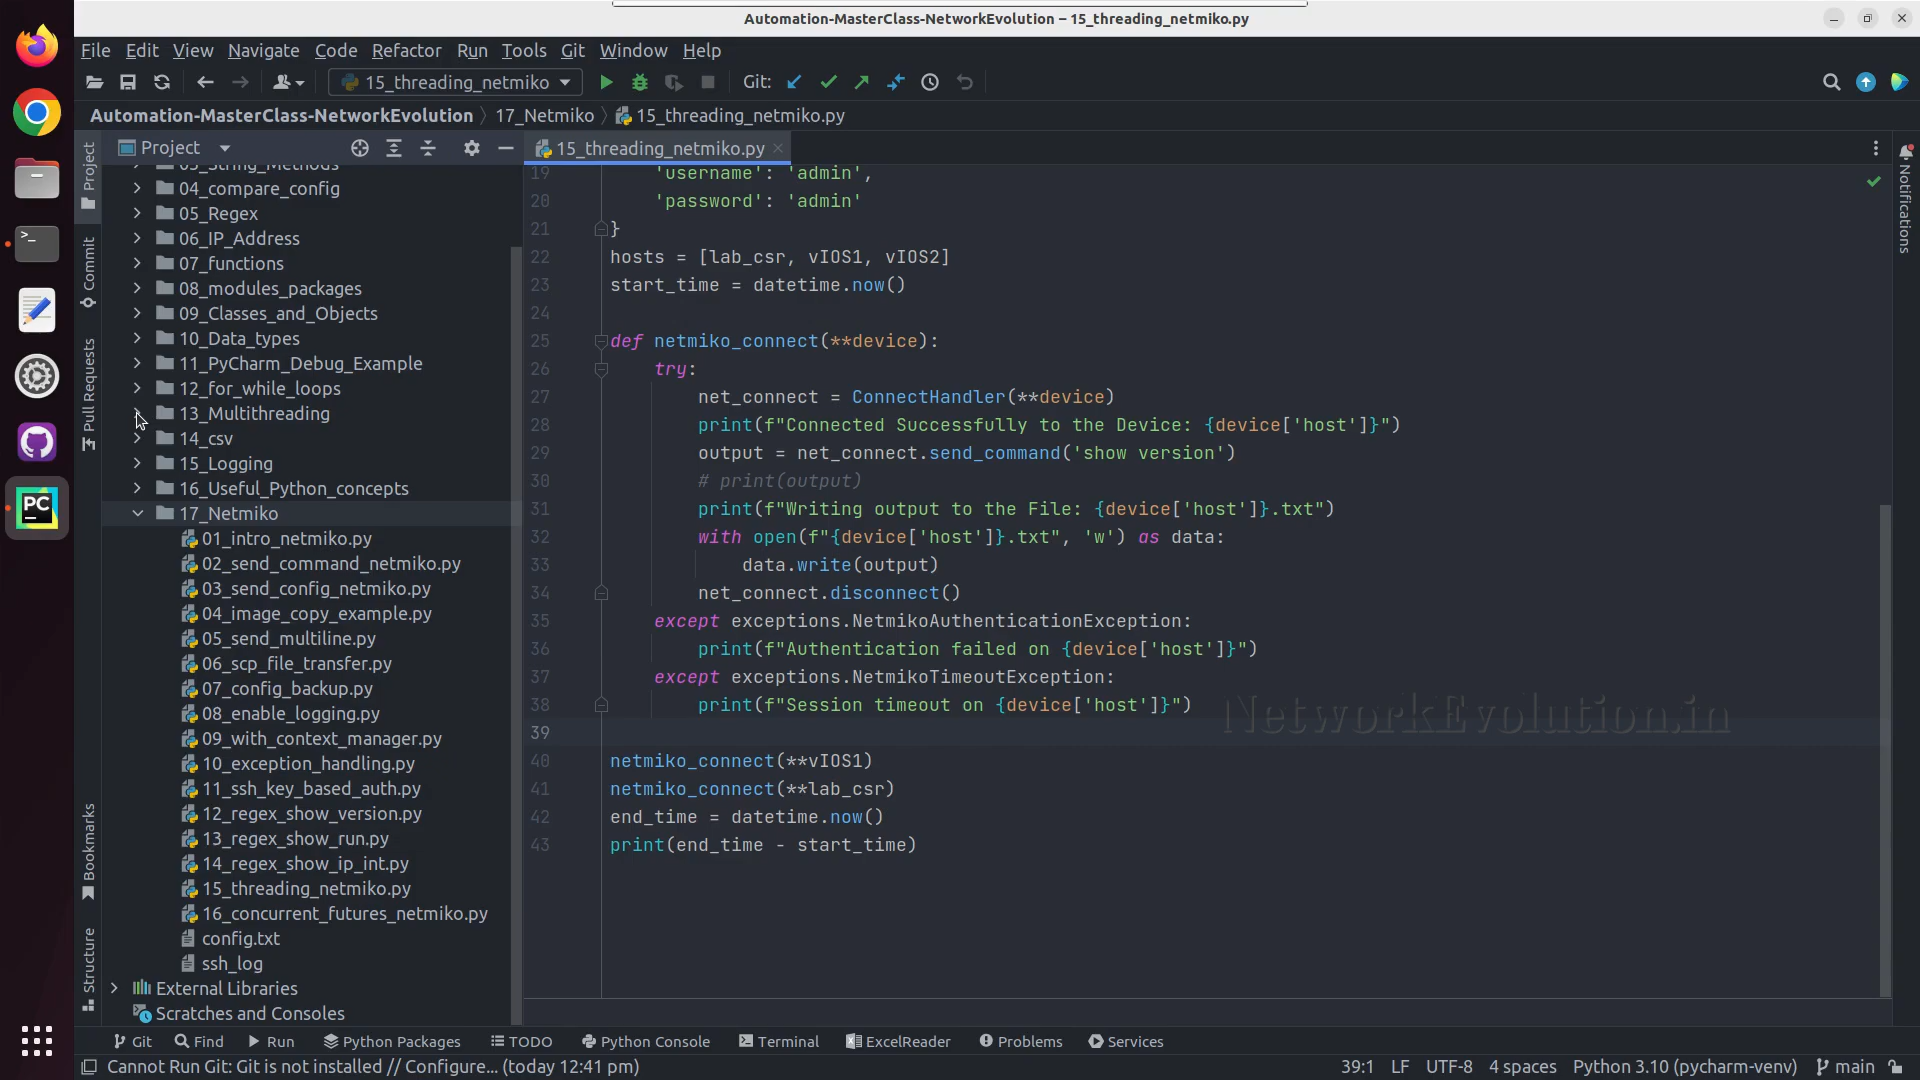 Automation-MasterClass-NetworkEvolution – 15_threading_netmiko.py
File Edit View Navigate Code Refactor Run Tools Git Window Help
15_threading_netmiko Git:
Automation-MasterClass-NetworkEvolution 17_Netmiko 15_threading_netmiko.py
Project
15_threading_netmiko.py
Project
Commit
Pull Requests
Bookmarks
Structure
Notifications
03_String_Methods
04_compare_config
05_Regex
06_IP_Address
07_functions
08_modules_packages
09_Classes_and_Objects
10_Data_types
11_PyCharm_Debug_Example
12_for_while_loops
13_Multithreading
14_csv
15_Logging
16_Useful_Python_concepts
17_Netmiko
01_intro_netmiko.py
02_send_command_netmiko.py
03_send_config_netmiko.py
04_image_copy_example.py
05_send_multiline.py
06_scp_file_transfer.py
07_config_backup.py
08_enable_logging.py
09_with_context_manager.py
10_exception_handling.py
11_ssh_key_based_auth.py
12_regex_show_version.py
13_regex_show_run.py
14_regex_show_ip_int.py
15_threading_netmiko.py
16_concurrent_futures_netmiko.py
config.txt
ssh_log
External Libraries
Scratches and Consoles
19 'username': 'admin',
20 'password': 'admin'
21 }
22 hosts = [lab_csr, vIOS1, vIOS2]
23 start_time = datetime.now()
24
25 def netmiko_connect(**device):
26 try:
27 net_connect = ConnectHandler(**device)
28 print(f"Connected Successfully to the Device: {device['host']}")
29 output = net_connect.send_command('show version')
30 # print(output)
31 print(f"Writing output to the File: {device['host']}.txt")
32 with open(f"{device['host']}.txt", 'w') as data:
33 data.write(output)
34 net_connect.disconnect()
35 except exceptions.NetmikoAuthenticationException:
36 print(f"Authentication failed on {device['host']}")
37 except exceptions.NetmikoTimeoutException:
38 print(f"Session timeout on {device['host']}")
39
40 netmiko_connect(**vIOS1)
41 netmiko_connect(**lab_csr)
42 end_time = datetime.now()
43 print(end_time - start_time)
NetworkEvolution.in
PC
Git Find Run Python Packages TODO Python Console Terminal ExcelReader Problems Services
Cannot Run Git: Git is not installed // Configure... (today 12:41 pm) 39:1 LF UTF-8 4 spaces Python 3.10 (pycharm-venv) main